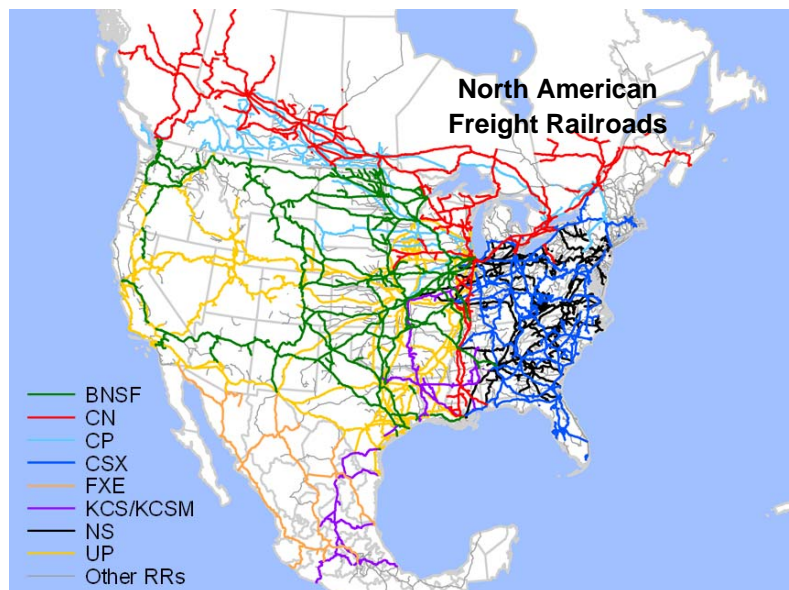 North American
Freight Railroads
BNSF
CN
CP
CSX
FXE
KCS/KCSM
NS
UP
Other RRs